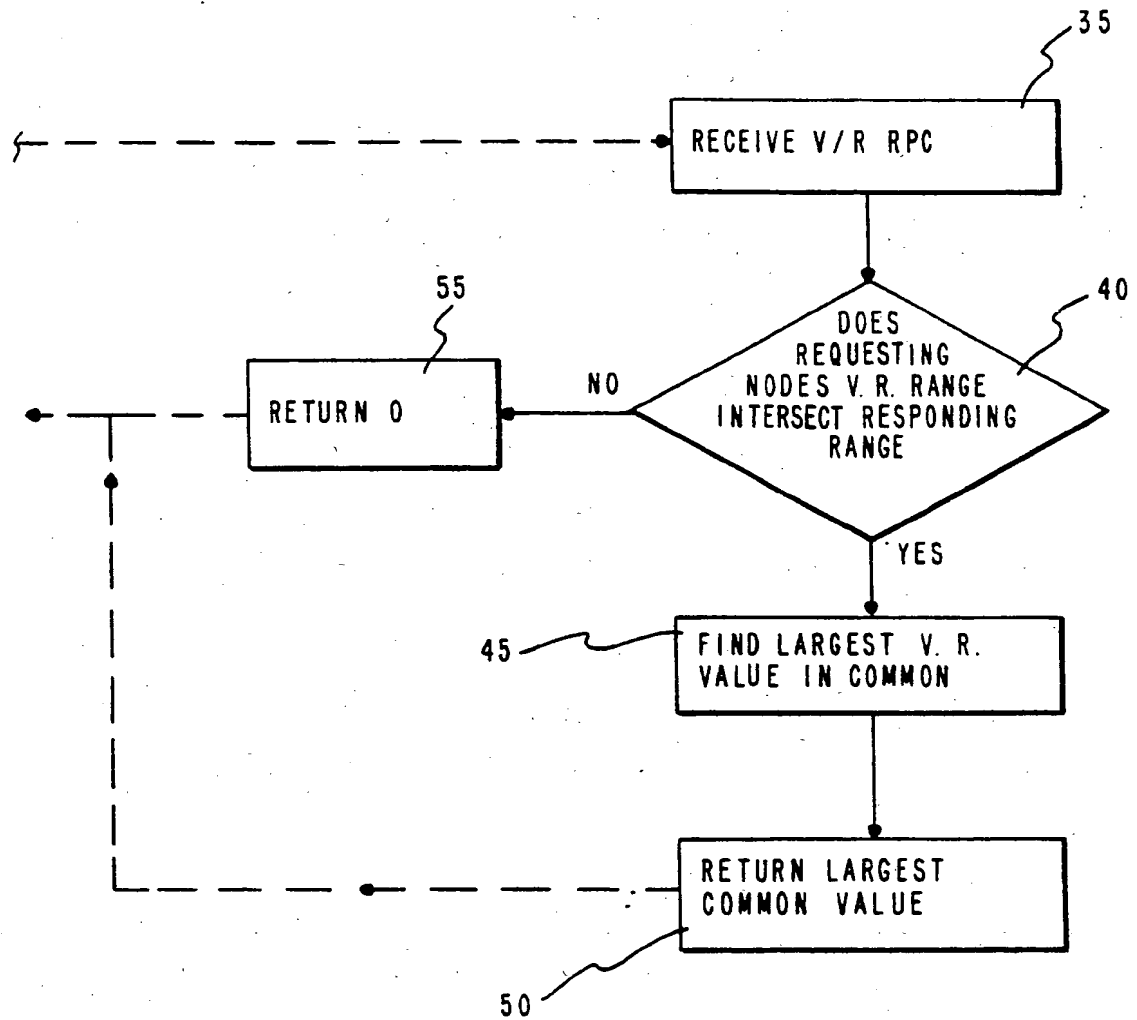 35
RECEIVE V/R RPC
40
DOES
REQUESTING
NODES V.R. RANGE
INTERSECT RESPONDING
RANGE
NO
55
RETURN 0
YES
45
FIND LARGEST V. R.
VALUE IN COMMON
RETURN LARGEST
COMMON VALUE
50